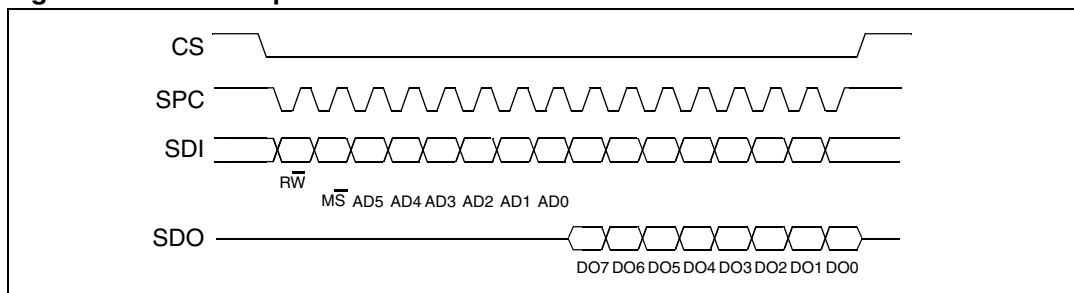 CS
SPC
SDI
RW̅
MS̅ AD5 AD4 AD3 AD2 AD1 AD0
SDO
DO7 DO6 DO5 DO4 DO3 DO2 DO1 DO0